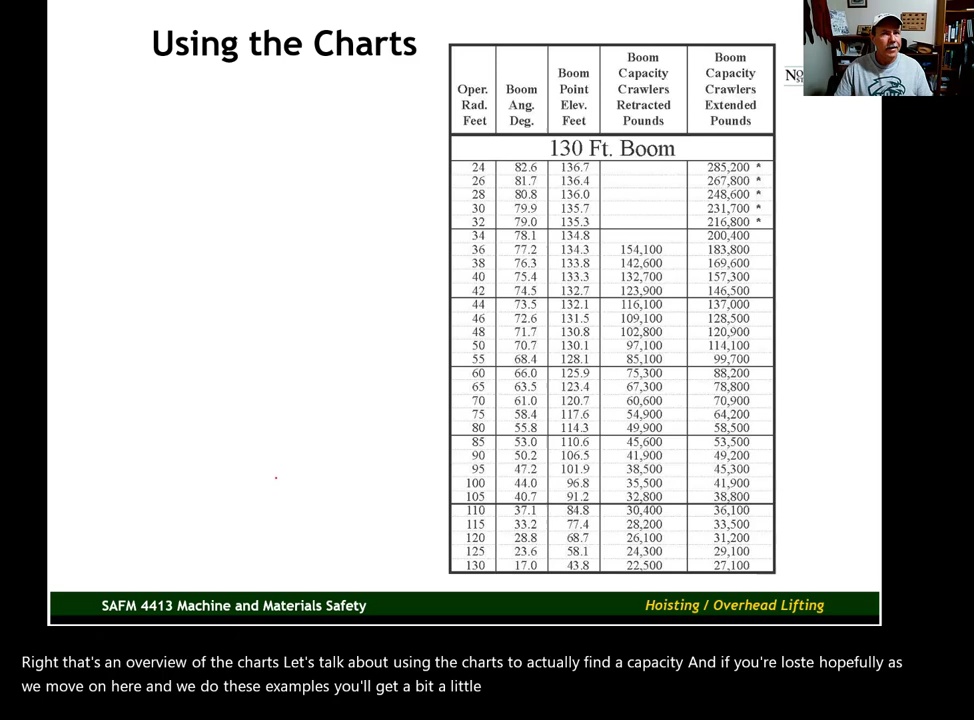 Using the Charts
Oper. Rad. Feet | Boom Ang. Deg. | Boom Point Elev. Feet | Boom Capacity Crawlers Retracted Pounds | Boom Capacity Crawlers Extended Pounds
130 Ft. Boom
24 82.6 136.7 285,200 *
26 81.7 136.4 267,800 *
28 80.8 136.0 248,600 *
30 79.9 135.7 231,700 *
32 79.0 135.3 216,800 *
34 78.1 134.8 200,400
36 77.2 134.3 154,100 183,800
38 76.3 133.8 142,600 169,600
40 75.4 133.3 132,700 157,300
42 74.5 132.7 123,900 146,500
44 73.5 132.1 116,100 137,000
46 72.6 131.5 109,100 128,500
48 71.7 130.8 102,800 120,900
50 70.7 130.1 97,100 114,100
55 68.4 128.1 85,100 99,700
60 66.0 125.9 75,300 88,200
65 63.5 123.4 67,300 78,800
70 61.0 120.7 60,600 70,900
75 58.4 117.6 54,900 64,200
80 55.8 114.3 49,900 58,500
85 53.0 110.6 45,600 53,500
90 50.2 106.5 41,900 49,200
95 47.2 101.9 38,500 45,300
100 44.0 96.8 35,500 41,900
105 40.7 91.2 32,800 38,800
110 37.1 84.8 30,400 36,100
115 33.2 77.4 28,200 33,500
120 28.8 68.7 26,100 31,200
125 23.6 58.1 24,300 29,100
130 17.0 43.8 22,500 27,100
SAFM 4413 Machine and Materials Safety
Hoisting / Overhead Lifting
Right that's an overview of the charts Let's talk about using the charts to actually find a capacity And if you're loste hopefully as
we move on here and we do these examples you'll get a bit a little